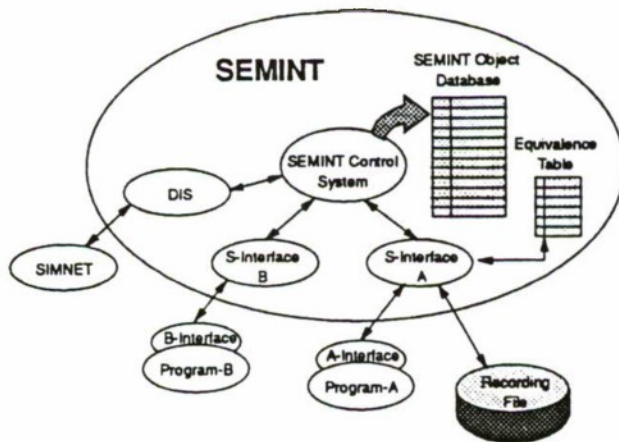 SEMINT
SEMINT Object
Database
Equivalence
Table
SEMINT Control
System
DIS
SIMNET
S-Interface
B
S-Interface
A
B-Interface
Program-B
A-Interface
Program-A
Recording
File